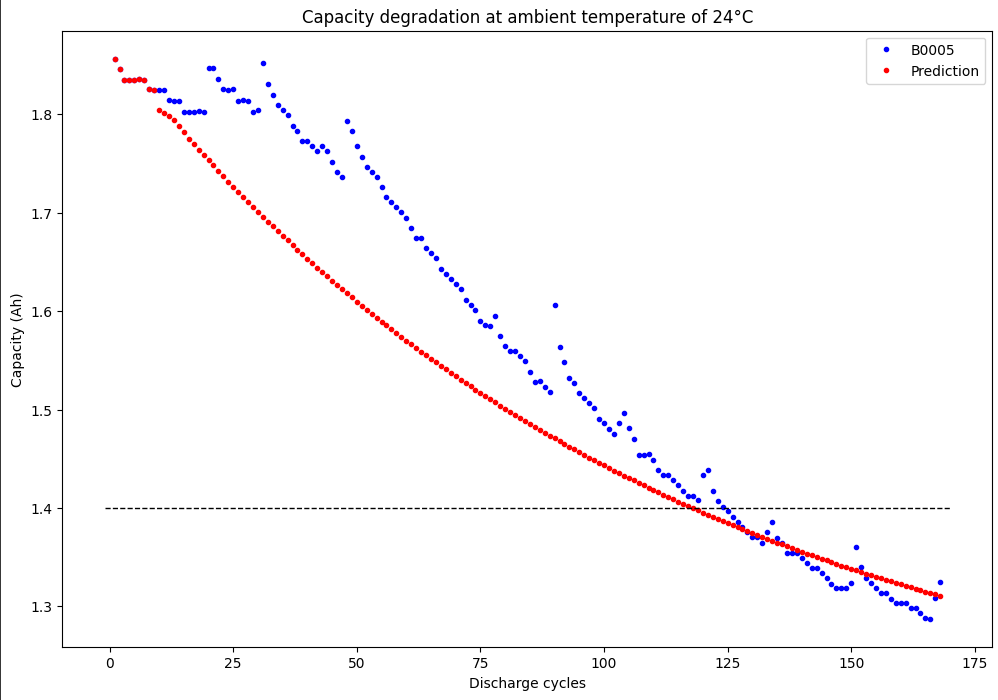 Capacity degradation at ambient temperature of 24°C
B0005
Prediction
Capacity (Ah)
1.8
1.7
1.6
1.5
1.4
1.3
0
25
50
75
100
125
150
175
Discharge cycles